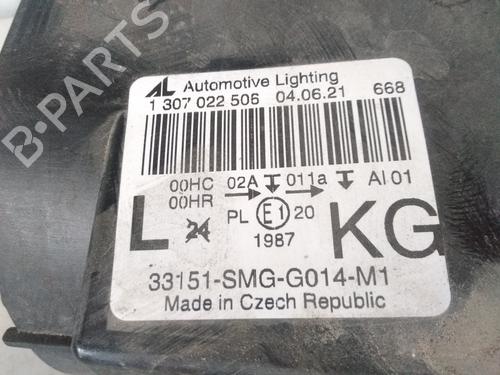 AL Automotive Lighting
1 307 022 506 04.06.21 668
00HC 02A 011a AI 01
00HR
L 24 PL E1 20 KG
1987
33151-SMG-G014-M1
Made in Czech Republic
B-PARTS